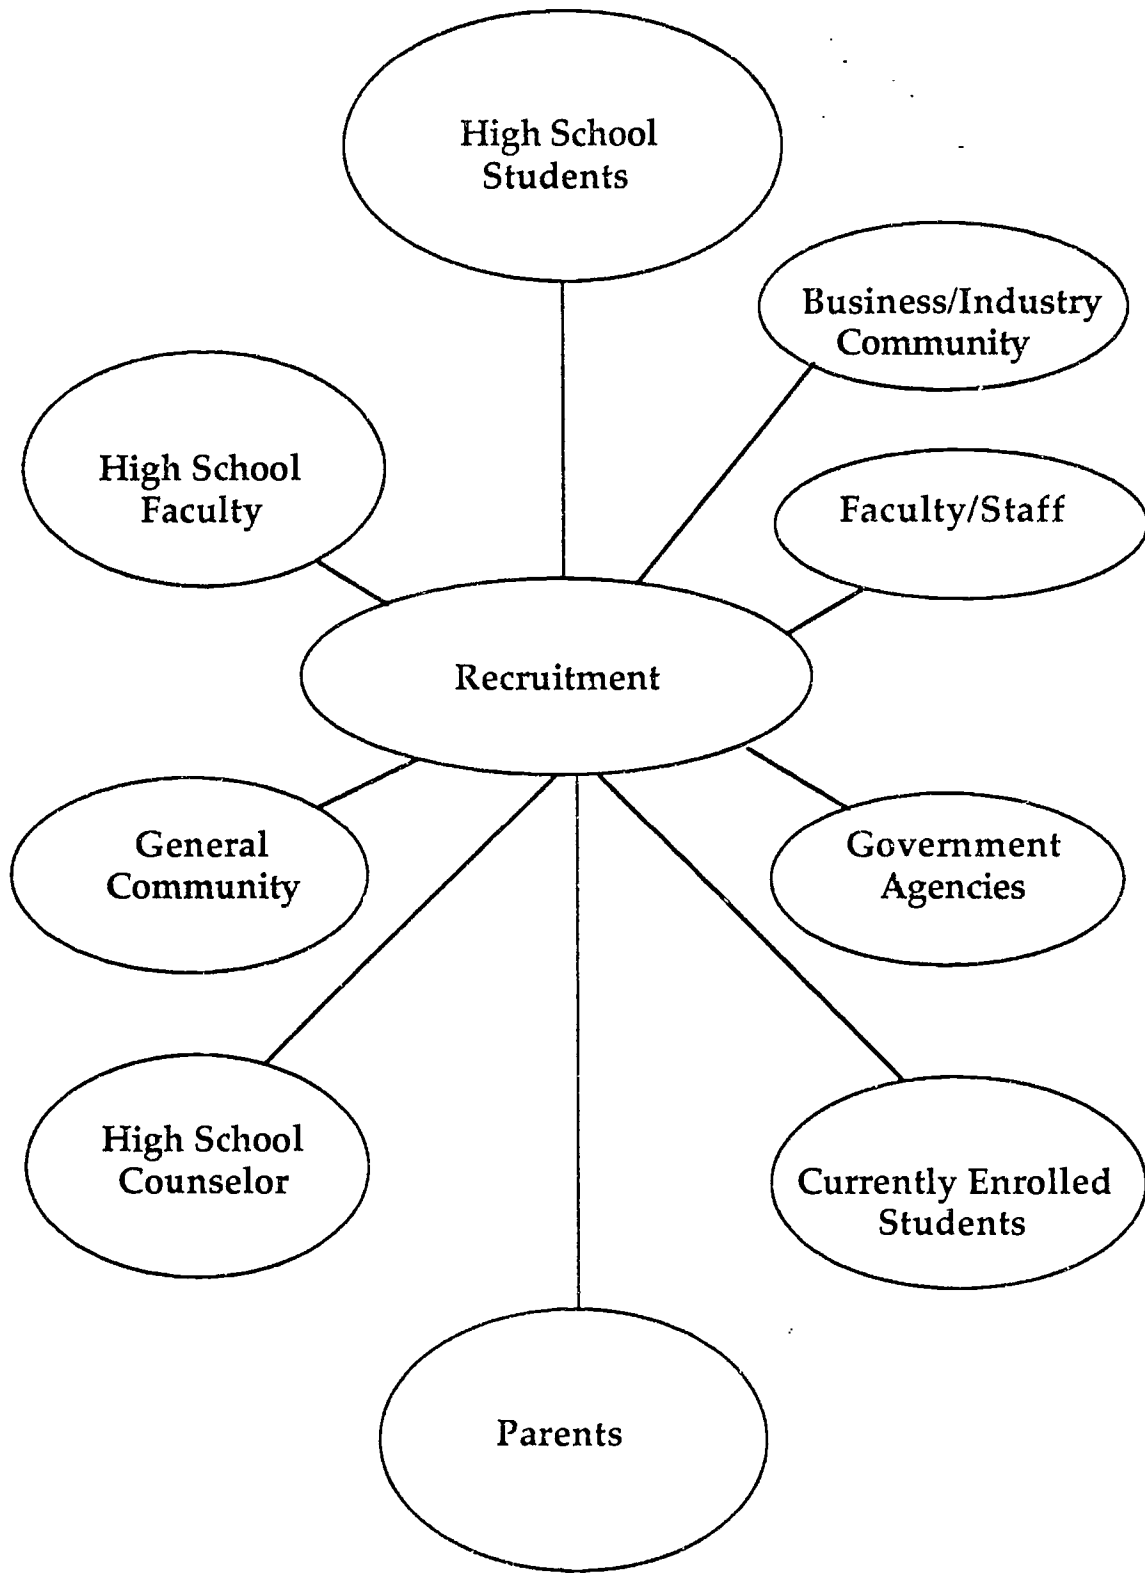 High School
Students
Business/Industry
Community
High School
Faculty
Faculty/Staff
Recruitment
General
Community
Government
Agencies
High School
Counselor
Currently Enrolled
Students
Parents